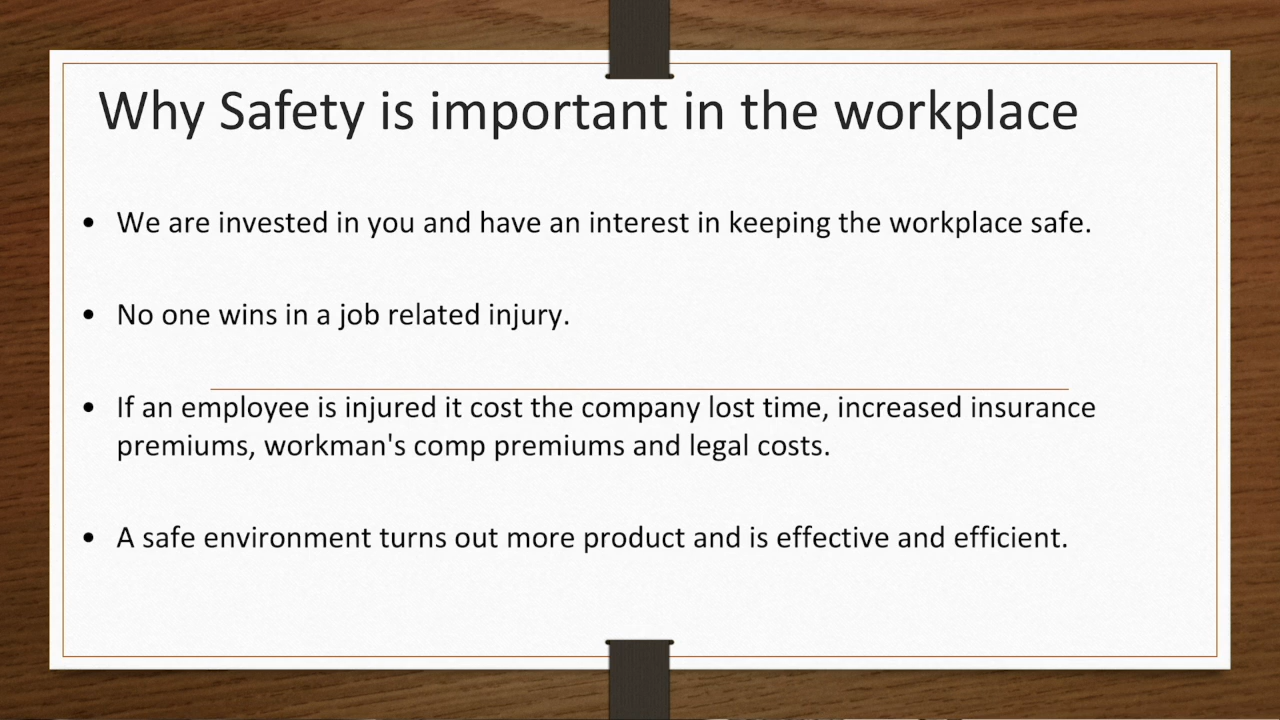 Why Safety is important in the workplace
• We are invested in you and have an interest in keeping the workplace safe.
• No one wins in a job related injury.
• If an employee is injured it cost the company lost time, increased insurance
premiums, workman's comp premiums and legal costs.
• A safe environment turns out more product and is effective and efficient.